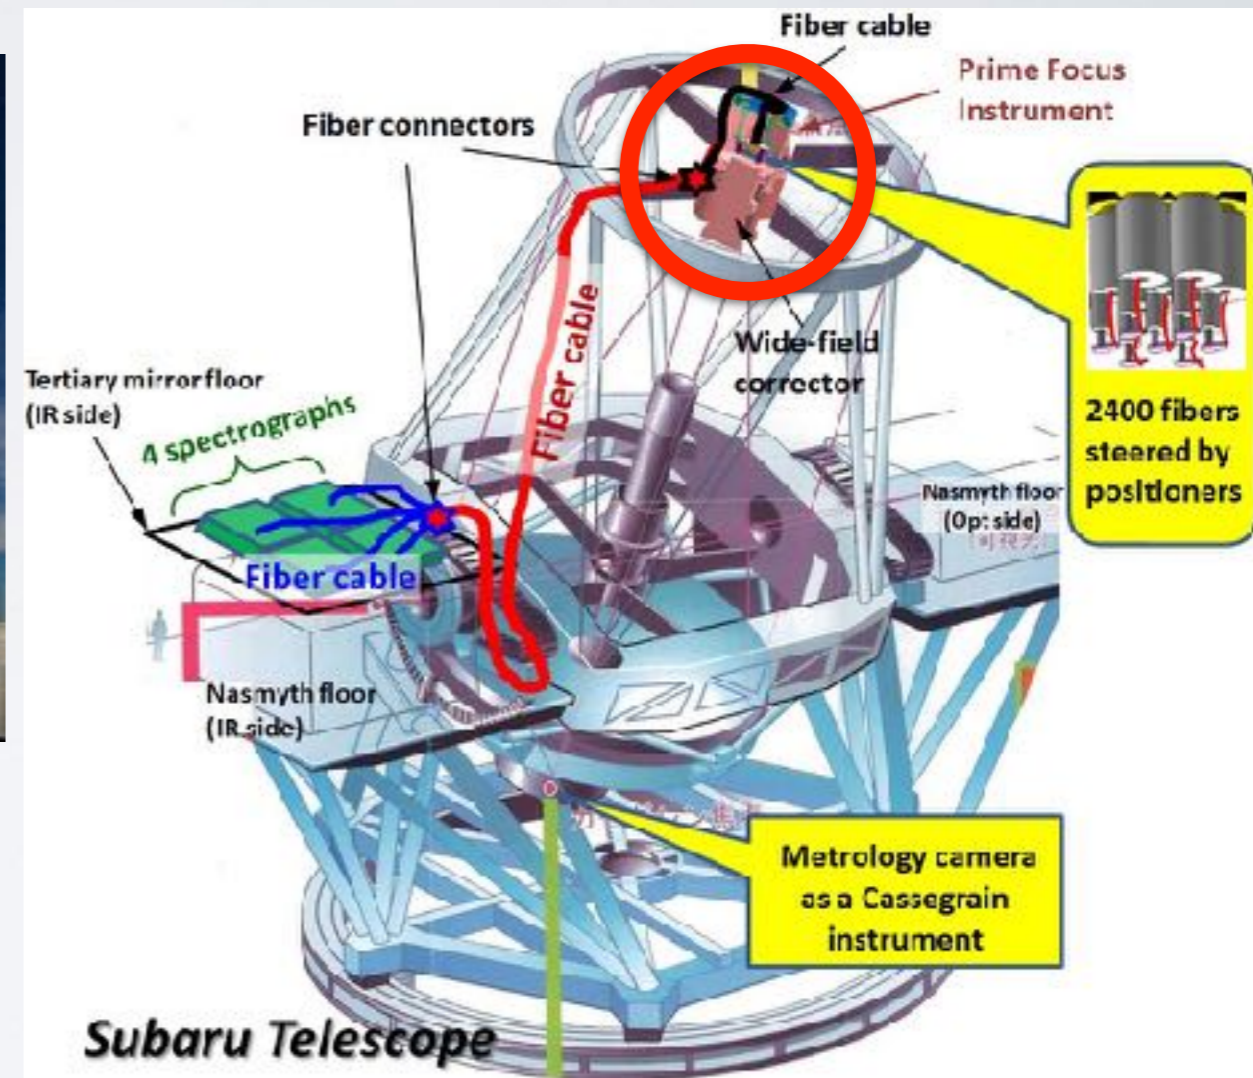 Fiber cable
Prime Focus
Instrument
Fiber connectors
Fiber cable
Wide-field
corrector
Tertiary mirror floor
(IR side)
4 spectrographs
2400 fibers
steered by
positioners
Nasmyth floor
(Opt side)
Fiber cable
Nasmyth floor
(IR side)
Metrology camera
as a Cassegrain
instrument
Subaru Telescope